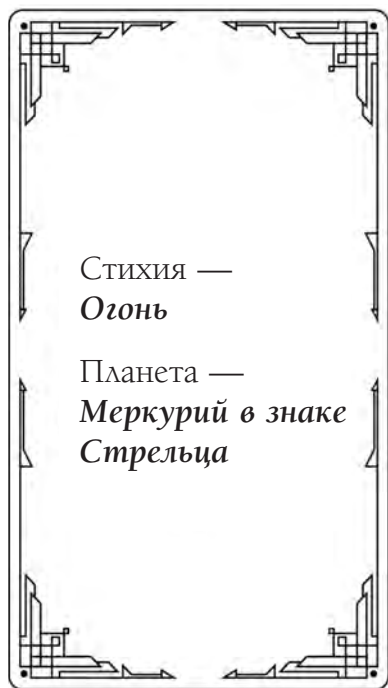 Стихия —
Огонь
Планета —
Меркурий в знаке
Стрельца